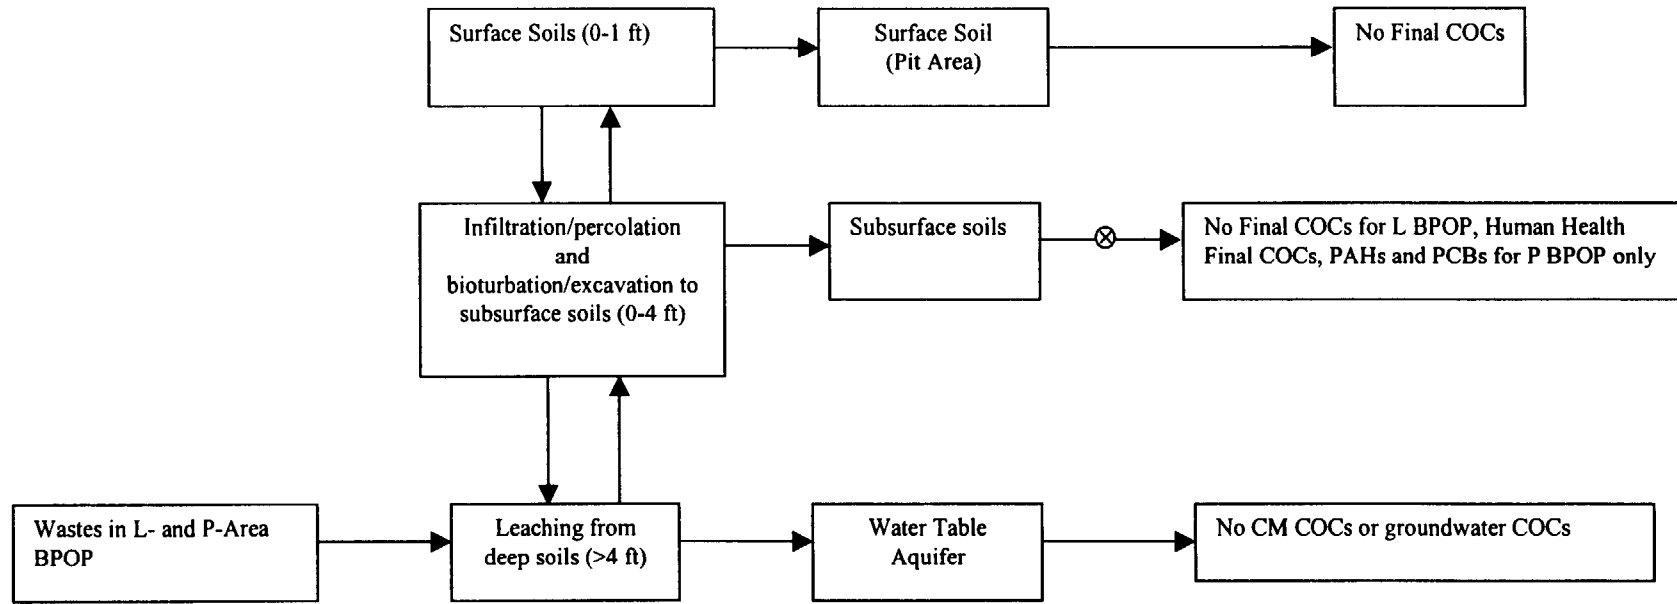 Surface Soils (0-1 ft)
Surface Soil
(Pit Area)
No Final COCs
Infiltration/percolation
and
bioturbation/excavation to
subsurface soils (0-4 ft)
Subsurface soils
No Final COCs for L BPOP, Human Health
Final COCs, PAHs and PCBs for P BPOP only
Wastes in L- and P-Area
BPOP
Leaching from
deep soils (>4 ft)
Water Table
Aquifer
No CM COCs or groundwater COCs